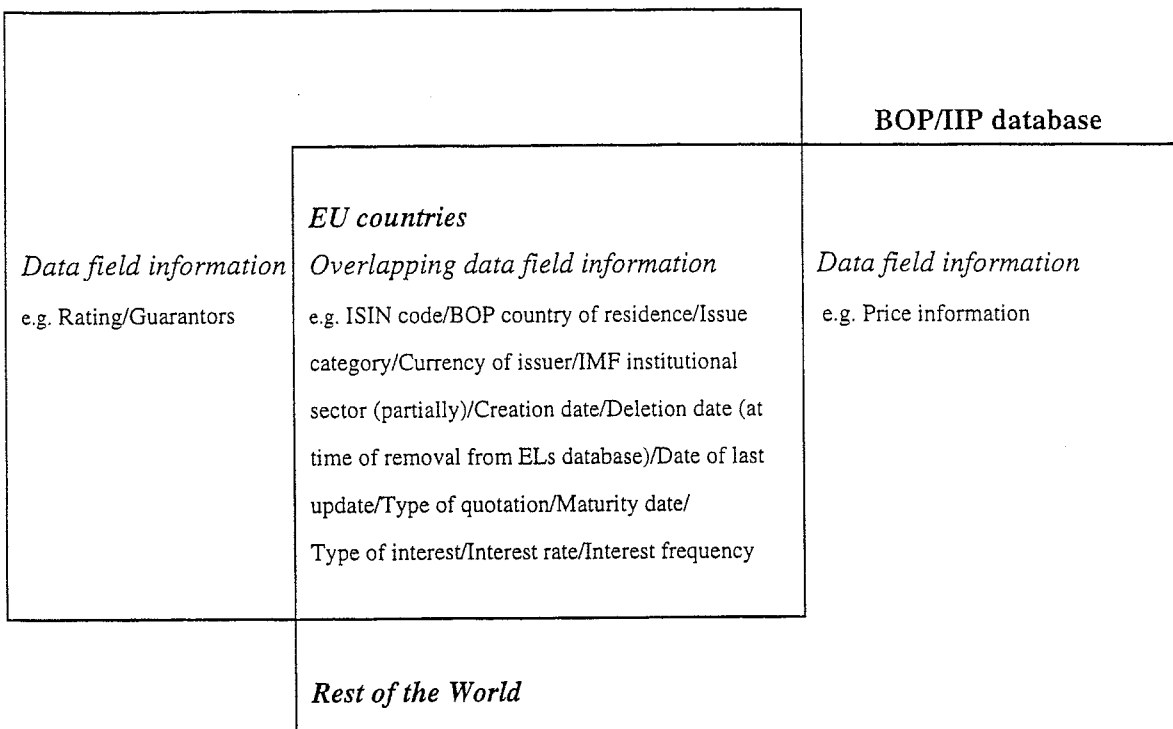 BOP/IIP database
EU countries
Data field information
e.g. Rating/Guarantors
Overlapping data field information
e.g. ISIN code/BOP country of residence/Issue
category/Currency of issuer/IMF institutional
sector (partially)/Creation date/Deletion date (at
time of removal from ELs database)/Date of last
update/Type of quotation/Maturity date/
Type of interest/Interest rate/Interest frequency
Data field information
e.g. Price information
Rest of the World